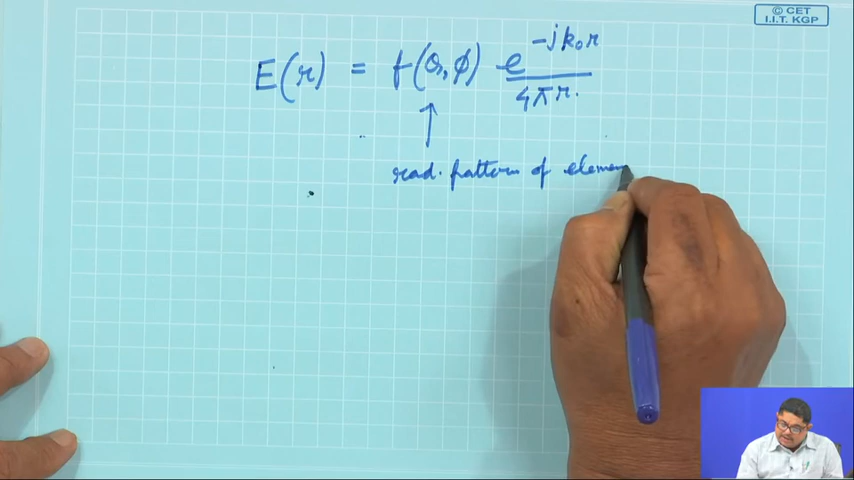 © CET
I.I.T. KGP
E(r) = f(θ, φ) e^{-jk₀r} / 4πr.
rad. pattern of elemen